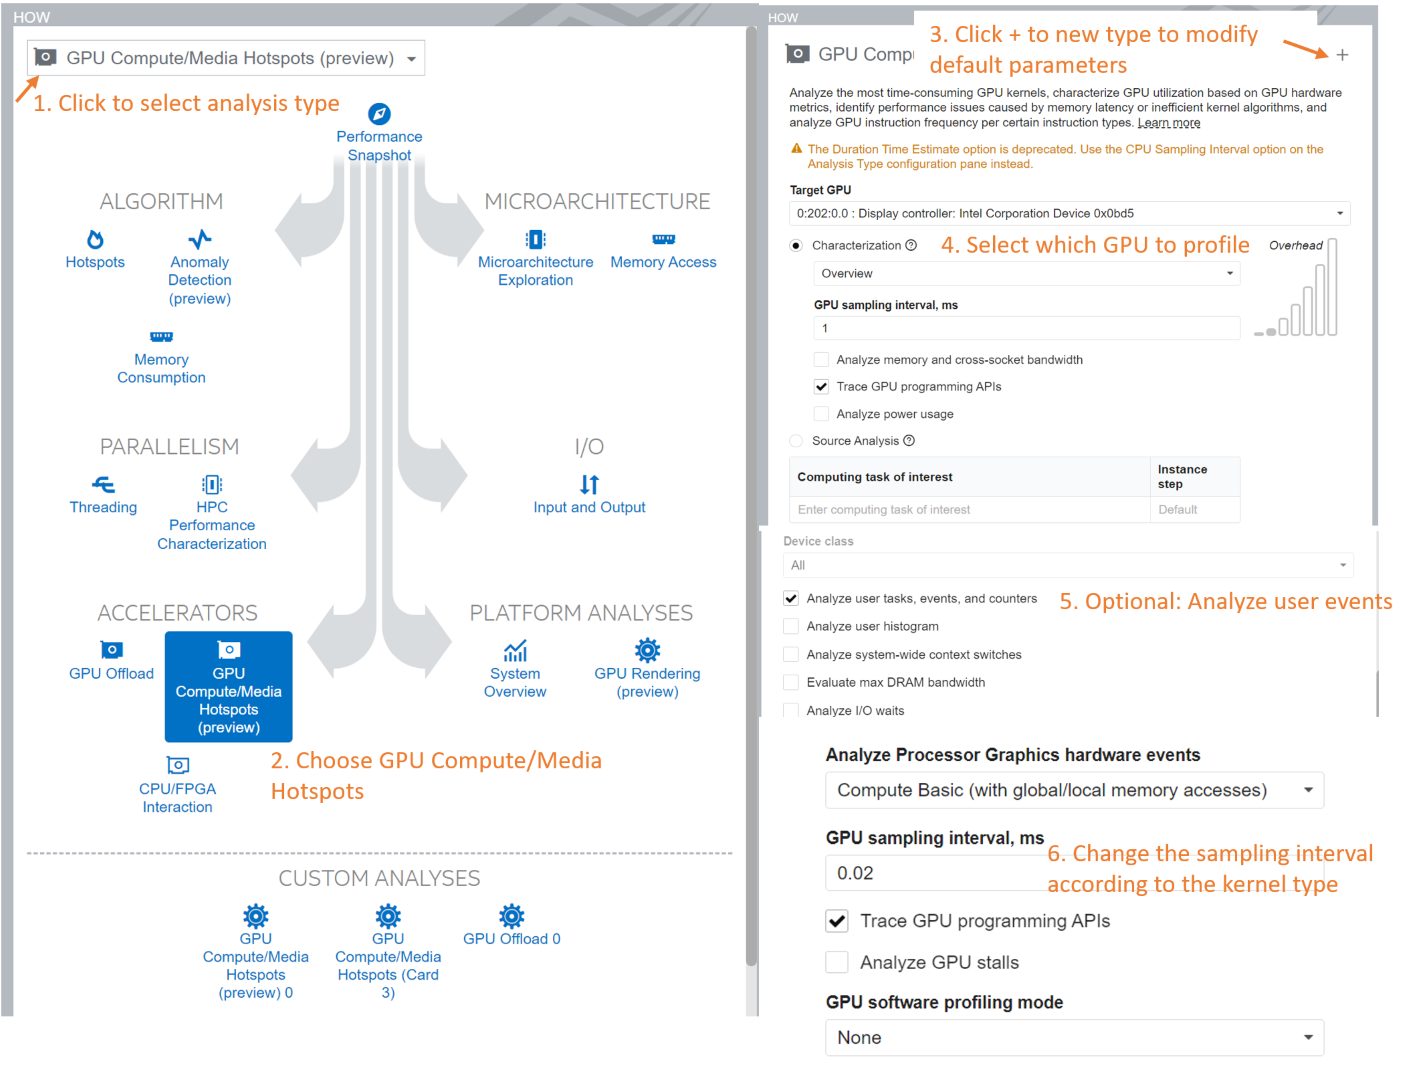 HOW
GPU Compute/Media Hotspots (preview)
1. Click to select analysis type
Performance
Snapshot
ALGORITHM
Hotspots
Anomaly
Detection
(preview)
Memory
Consumption
MICROARCHITECTURE
Microarchitecture
Exploration
Memory Access
PARALLELISM
Threading
HPC
Performance
Characterization
I/O
Input and Output
ACCELERATORS
GPU Offload
GPU
Compute/Media
Hotspots
(preview)
CPU/FPGA
Interaction
PLATFORM ANALYSES
System
Overview
GPU Rendering
(preview)
2. Choose GPU Compute/Media
Hotspots
CUSTOM ANALYSES
GPU
Compute/Media
Hotspots
(preview) 0
GPU
Compute/Media
Hotspots (Card
3)
GPU Offload 0
HOW
GPU Comp
3. Click + to new type to modify
default parameters
Analyze the most time-consuming GPU kernels, characterize GPU utilization based on GPU hardware
metrics, identify performance issues caused by memory latency or inefficient kernel algorithms, and
analyze GPU instruction frequency per certain instruction types. Learn more
The Duration Time Estimate option is deprecated. Use the CPU Sampling Interval option on the
Analysis Type configuration pane instead.
Target GPU
0:202:0.0 : Display controller: Intel Corporation Device 0x0bd5
Characterization
4. Select which GPU to profile
Overhead
Overview
GPU sampling interval, ms
1
Analyze memory and cross-socket bandwidth
Trace GPU programming APIs
Analyze power usage
Source Analysis
Computing task of interest
Instance
step
Enter computing task of interest
Default
Device class
All
Analyze user tasks, events, and counters
5. Optional: Analyze user events
Analyze user histogram
Analyze system-wide context switches
Evaluate max DRAM bandwidth
Analyze I/O waits
Analyze Processor Graphics hardware events
Compute Basic (with global/local memory accesses)
GPU sampling interval, ms
0.02
6. Change the sampling interval
according to the kernel type
Trace GPU programming APIs
Analyze GPU stalls
GPU software profiling mode
None